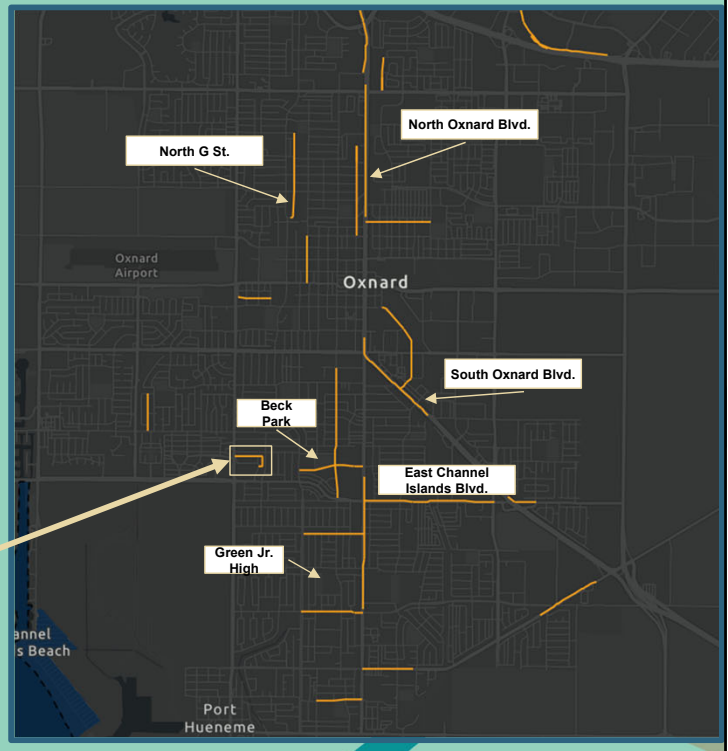 North Oxnard Blvd.
North G St.
Oxnard
Airport
Oxnard
South Oxnard Blvd.
Beck
Park
East Channel
Islands Blvd.
Green Jr.
High
annel
s Beach
Port
Hueneme